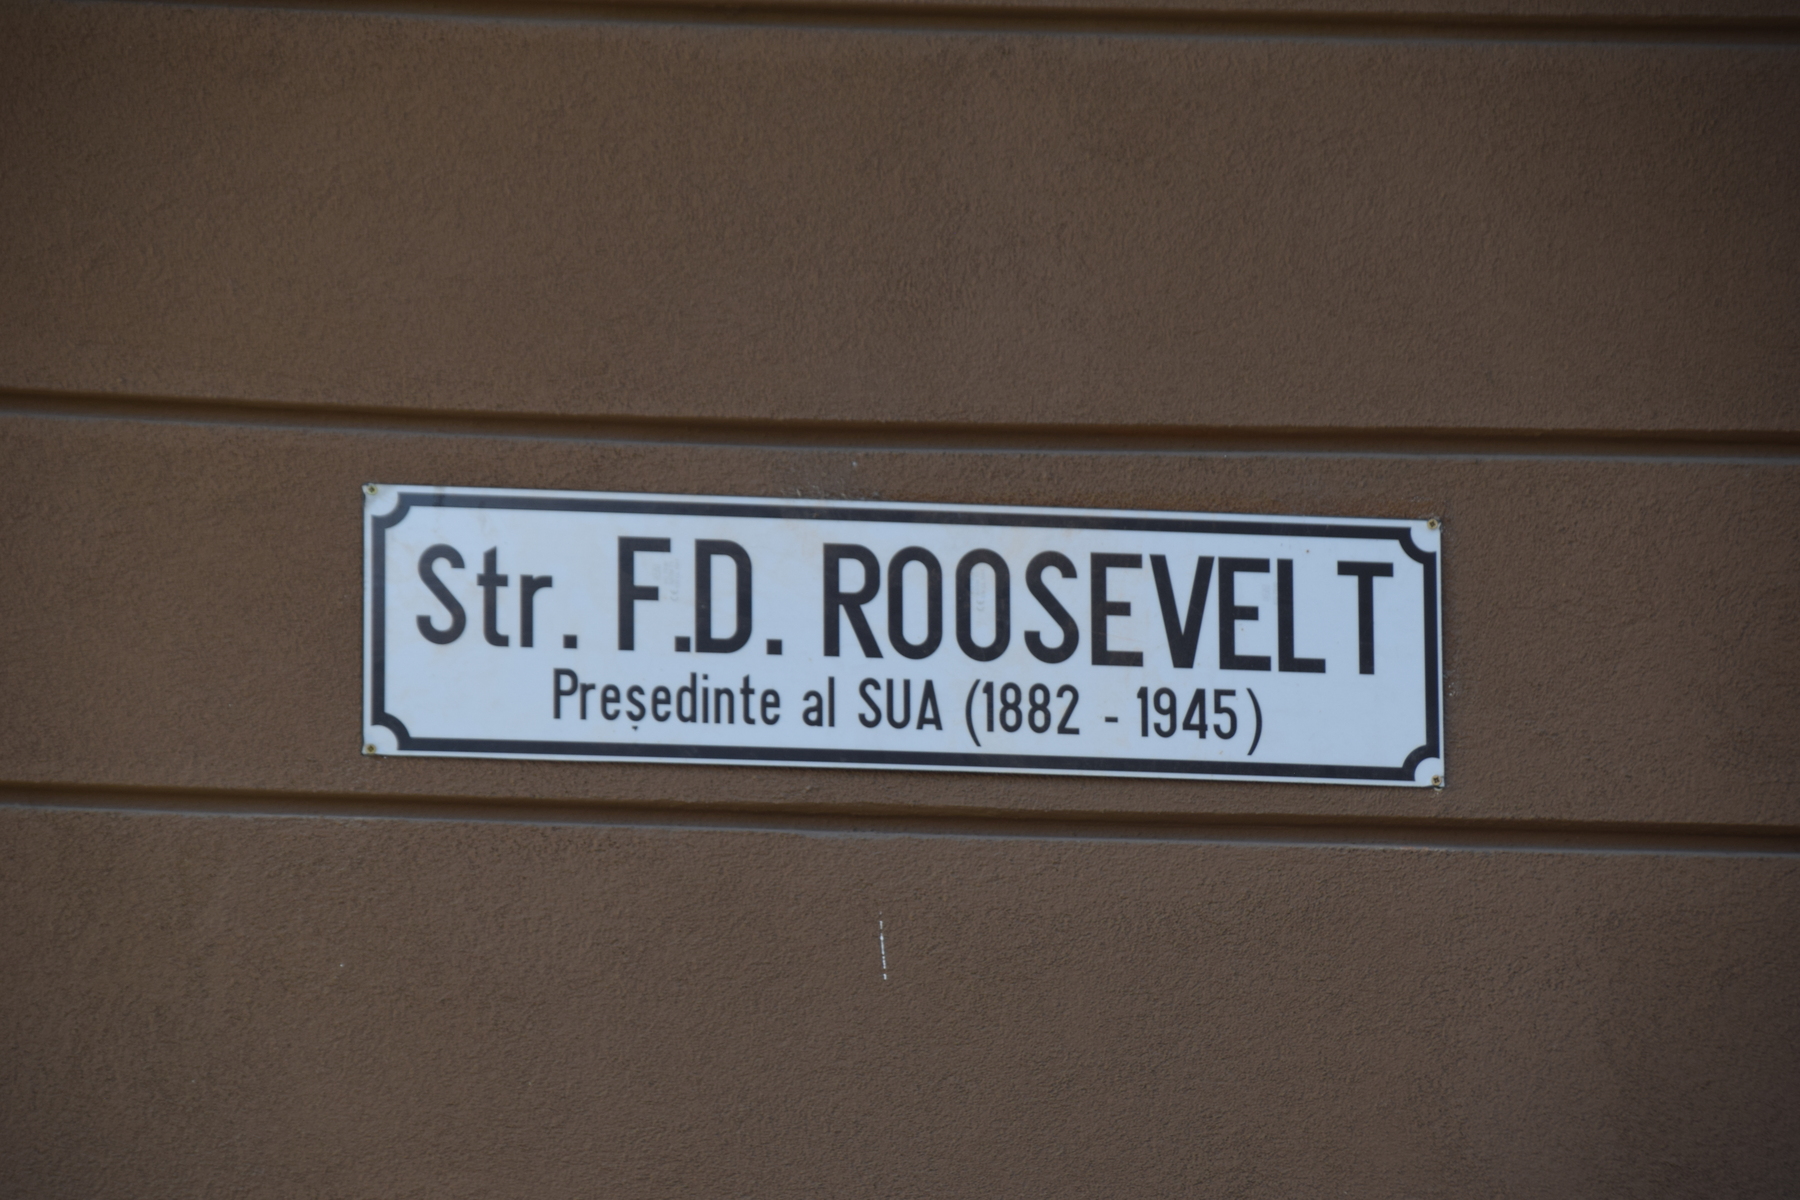 Str. F.D. ROOSEVELT
Președinte al SUA (1882 - 1945)